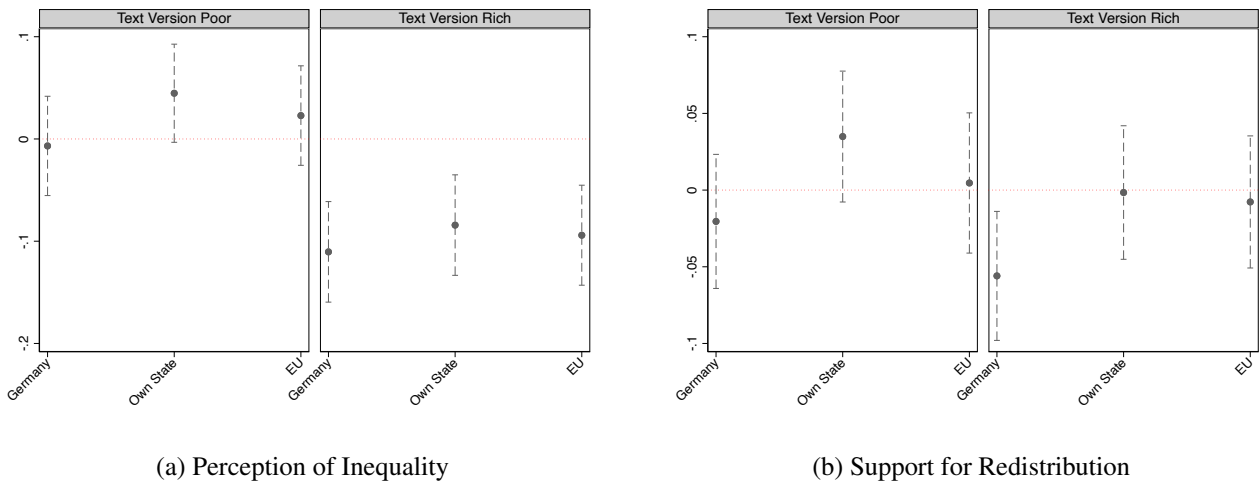 Text Version Poor
Text Version Rich
.1
0
-.1
-.2
Germany
Own State
EU
Germany
Own State
EU
(a) Perception of Inequality
Text Version Poor
Text Version Rich
.1
.05
0
-.05
-.1
Germany
Own State
EU
Germany
Own State
EU
(b) Support for Redistribution